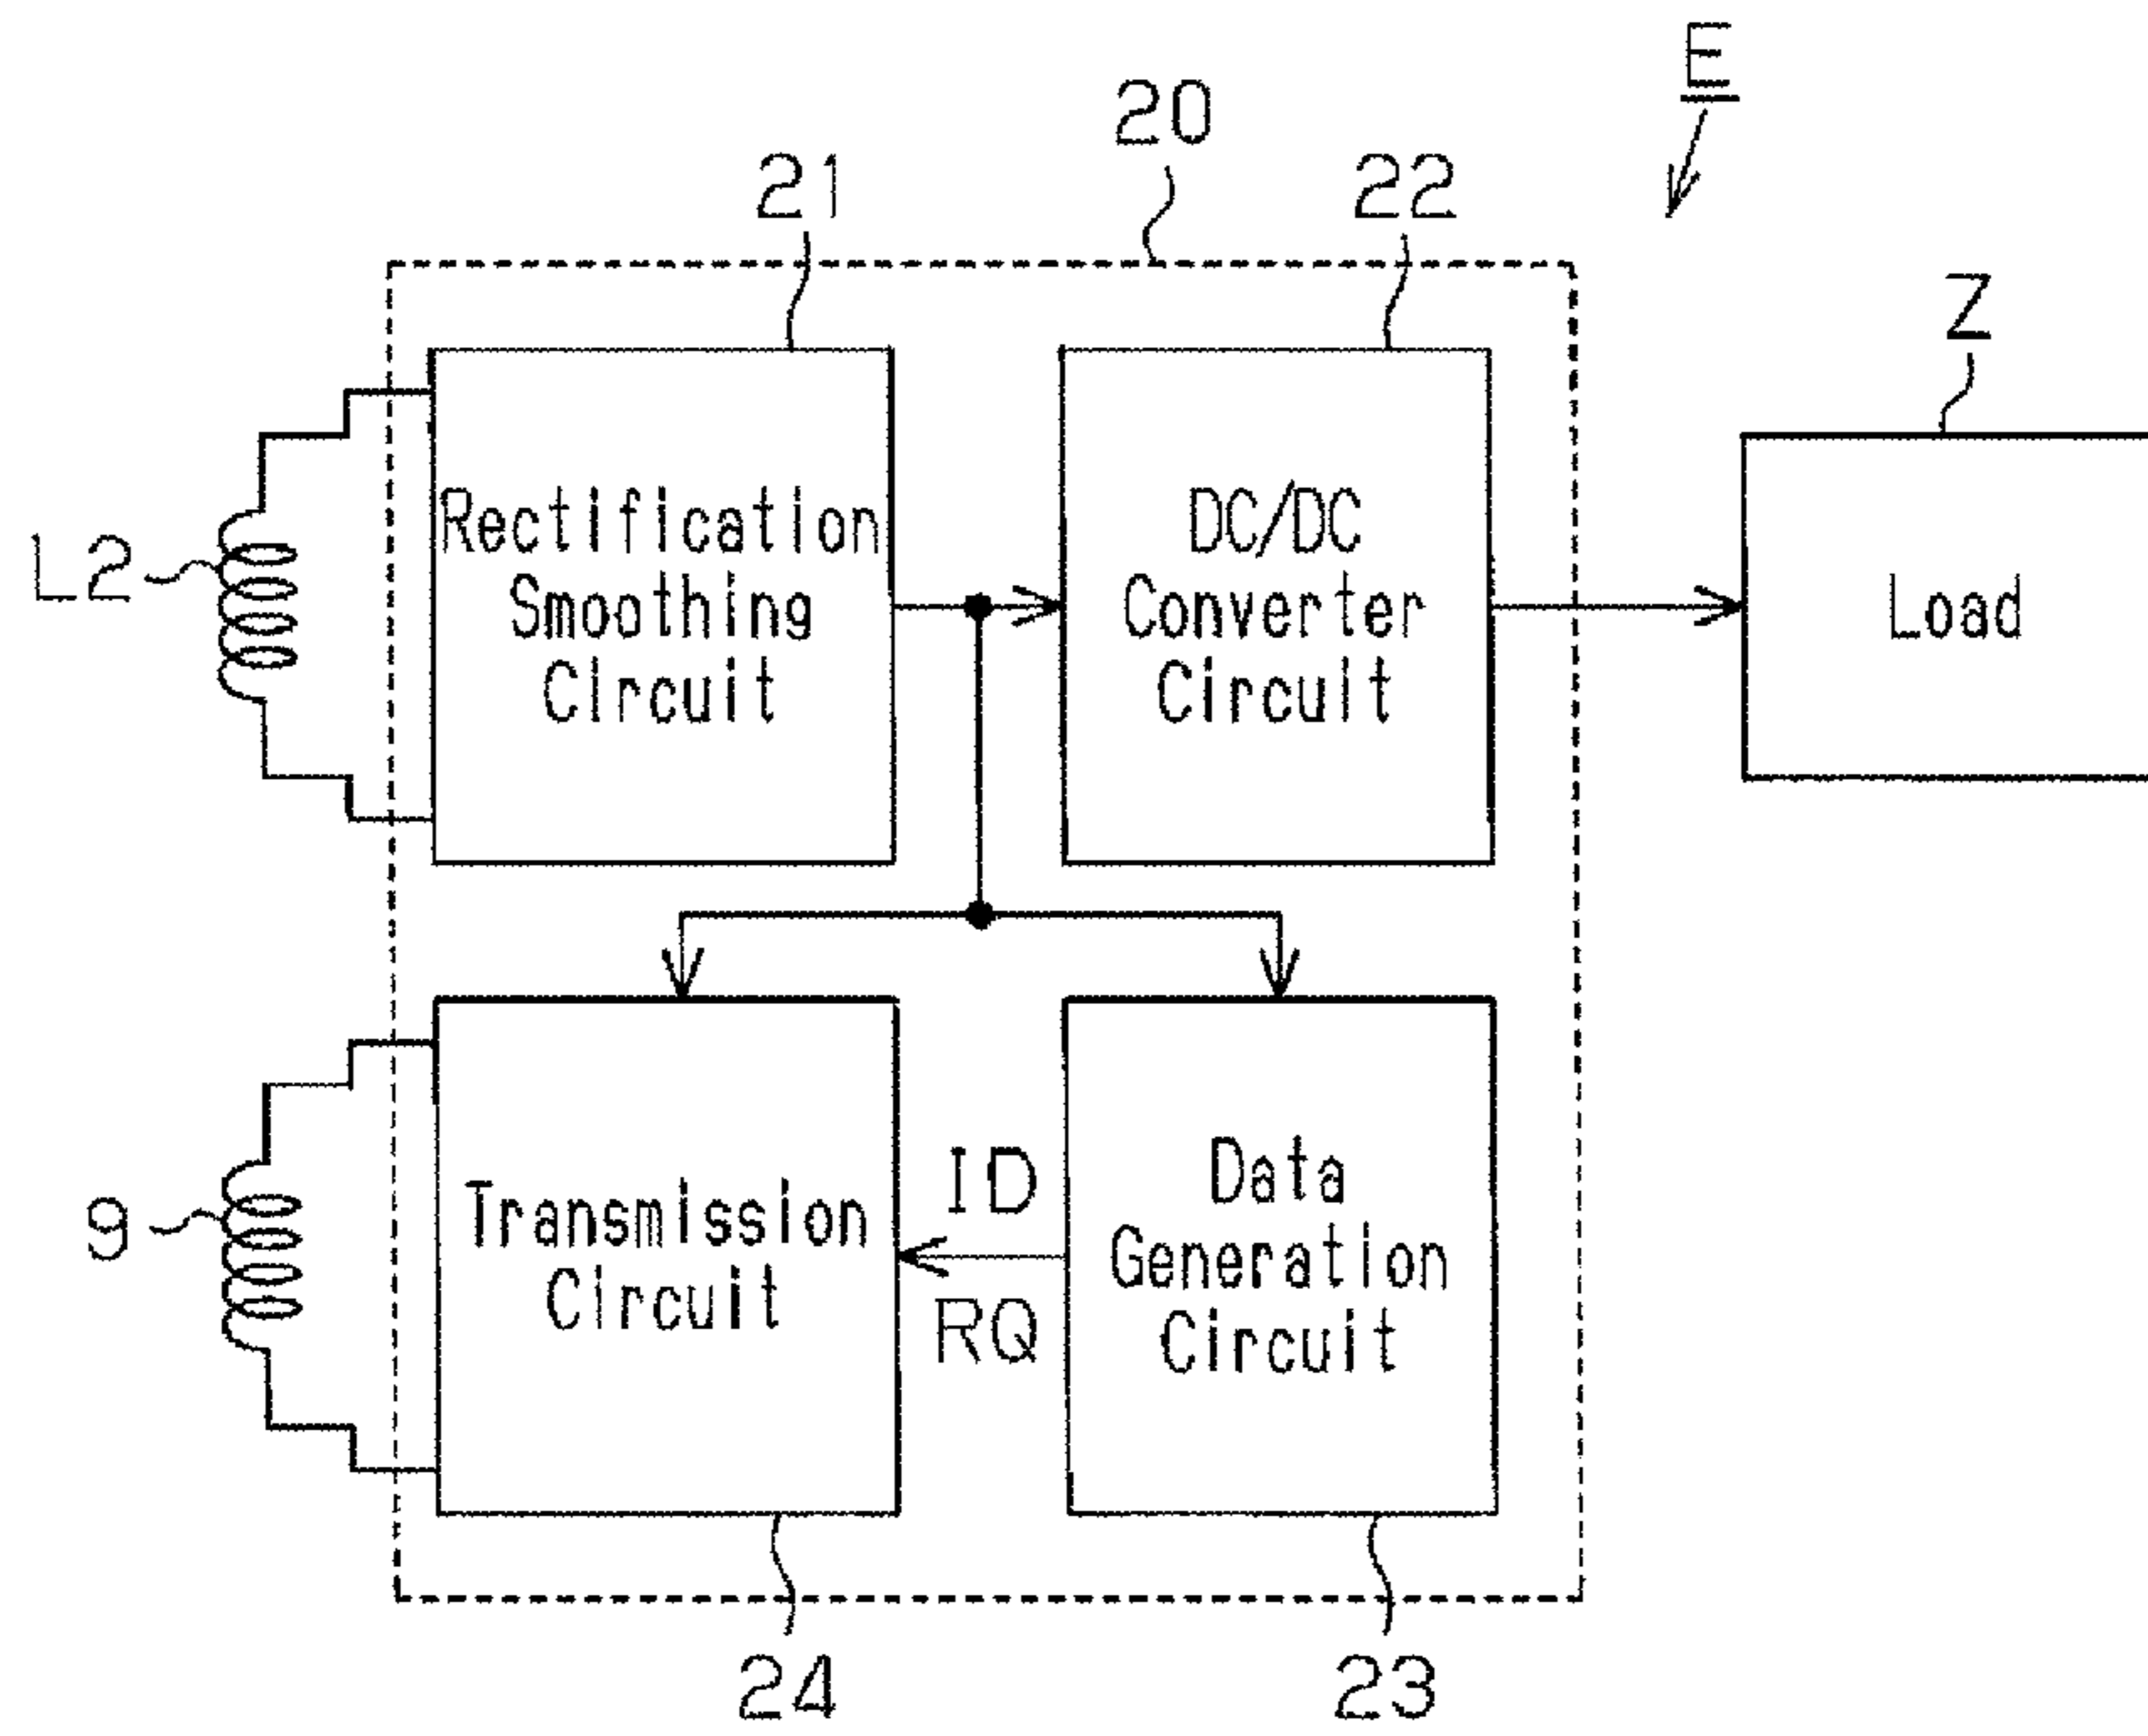 E
20
21
22
Z
L2
Rectification
Smoothing
Circuit
DC/DC
Converter
Circuit
Load
9
Transmission
Circuit
ID
RQ
Data
Generation
Circuit
24
23